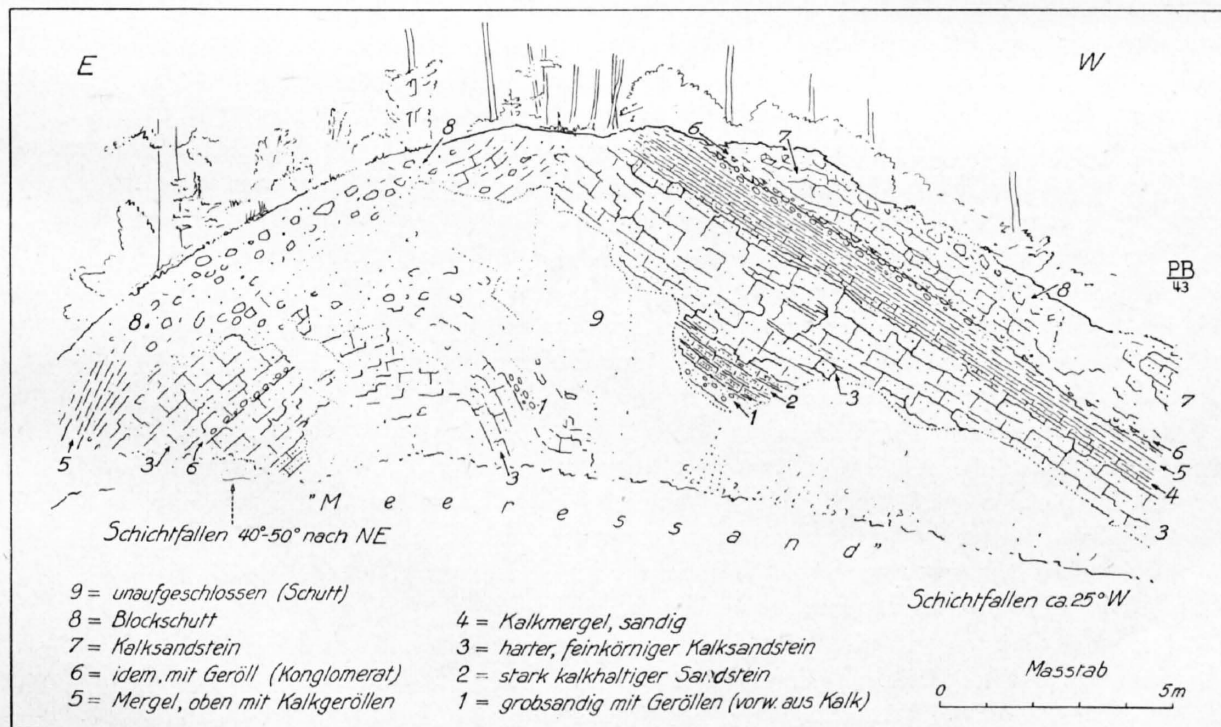 E
W
6
7
8
8
PB
43
8
9
1
2
3
1
7
6
5
4
3
5
3
6
3
"Meeressand"
Schichtfallen 40°-50° nach NE
Schichtfallen ca. 25° W
9 = unaufgeschlossen (Schutt)
8 = Blockschutt
7 = Kalksandstein
6 = idem, mit Geröll (Konglomerat)
5 = Mergel, oben mit Kalkgeröllen
4 = Kalkmergel, sandig
3 = harter, feinkörniger Kalksandstein
2 = stark kalkhaltiger Sandstein
1 = grobsandig mit Geröllen (vorw. aus Kalk)
Masstab
0 5m